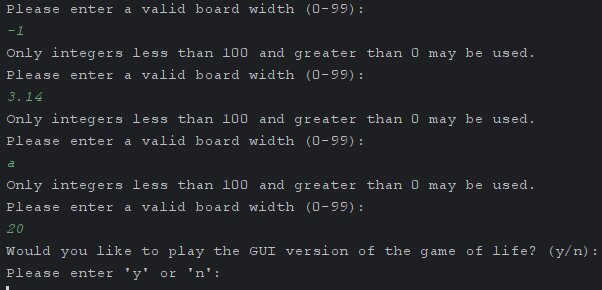 Please enter a valid board width (0-99):
-1
Only integers less than 100 and greater than 0 may be used.
Please enter a valid board width (0-99):
3.14
Only integers less than 100 and greater than 0 may be used.
Please enter a valid board width (0-99):
a
Only integers less than 100 and greater than 0 may be used.
Please enter a valid board width (0-99):
20
Would you like to play the GUI version of the game of life? (y/n):
Please enter 'y' or 'n':